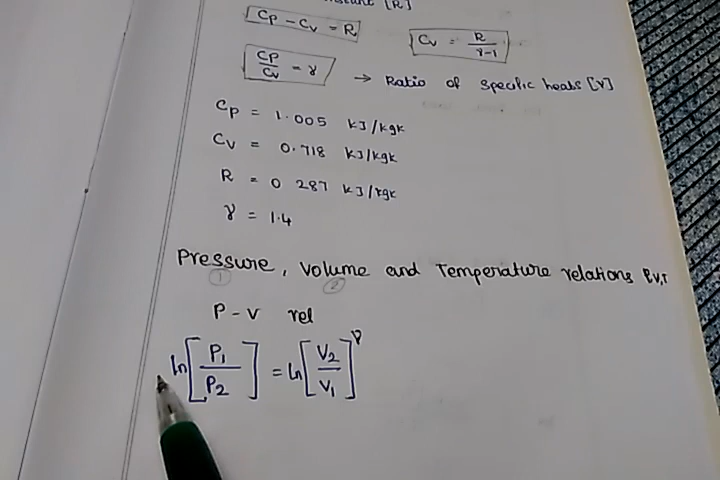 [R]
Cp - Cv = R
Cv = R/γ-1
Cp/Cv = γ → Ratio of specific heats [γ]
Cp = 1.005 kJ/kgk
Cv = 0.718 kJ/kgk
R = 0 287 kJ/kgk
γ = 1.4
Pressure, Volume and Temperature relations P,V,T
① ②
P - V rel
ln[P₁/P₂] = ln[V₂/V₁]^γ